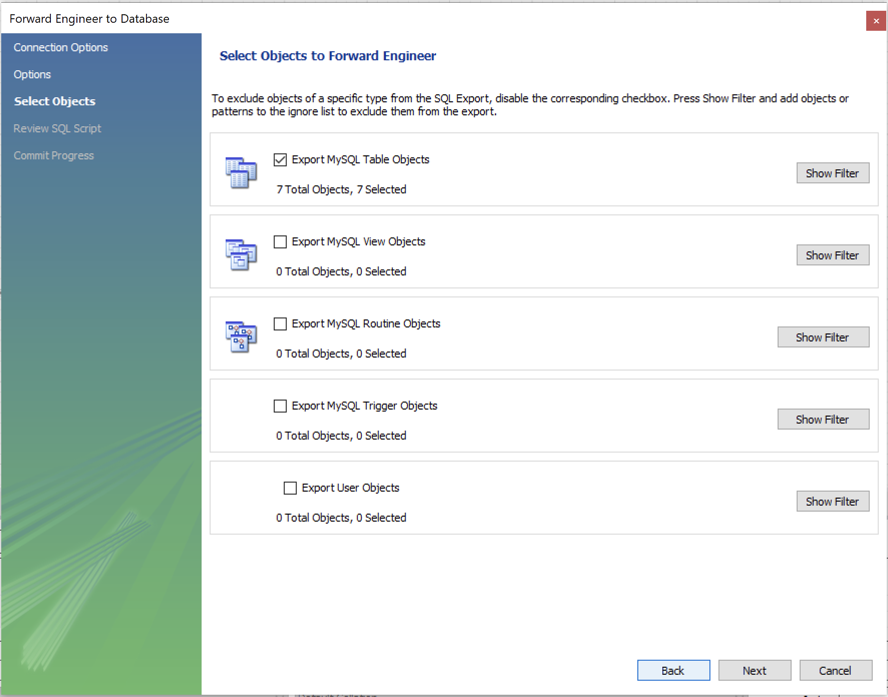 Forward Engineer to Database
Connection Options
Options
Select Objects
Review SQL Script
Commit Progress
Select Objects to Forward Engineer
To exclude objects of a specific type from the SQL Export, disable the corresponding checkbox. Press Show Filter and add objects or
patterns to the ignore list to exclude them from the export.
Export MySQL Table Objects
7 Total Objects, 7 Selected
Show Filter
Export MySQL View Objects
0 Total Objects, 0 Selected
Show Filter
Export MySQL Routine Objects
0 Total Objects, 0 Selected
Show Filter
Export MySQL Trigger Objects
0 Total Objects, 0 Selected
Show Filter
Export User Objects
0 Total Objects, 0 Selected
Show Filter
Back Next Cancel